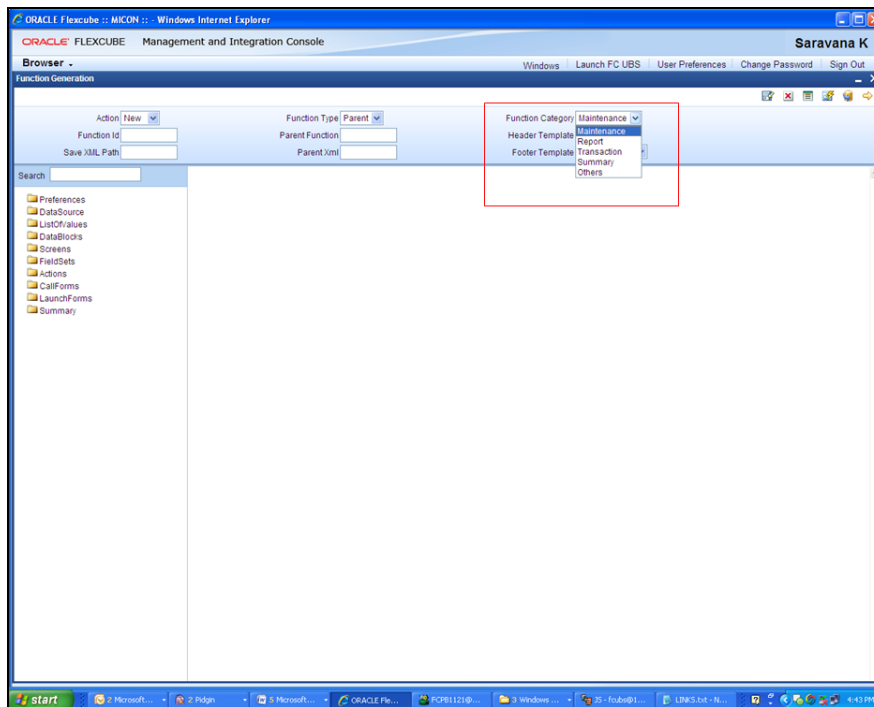 ORACLE Flexcube :: MICON :: - Windows Internet Explorer
ORACLE FLEXCUBE Management and Integration Console
Saravana K
Browser
Windows Launch FC UBS User Preferences Change Password Sign Out
Function Generation
Action New Function Type Parent Function Category Maintenance
Function Id Parent Function Header Template
Save XML Path Parent Xml Footer Template
Maintenance
Report
Transaction
Summary
Others
Search
Preferences
DataSource
ListOfValues
DataBlocks
Screens
FieldSets
Actions
CallForms
LaunchForms
Summary
start 2 Microsoft... 2 Pidgin 5 Microsoft... ORACLE Fle... FCPB1121@... 3 Windows ... JS - fcubs@1... LINKS.txt - N... 4:43 PM